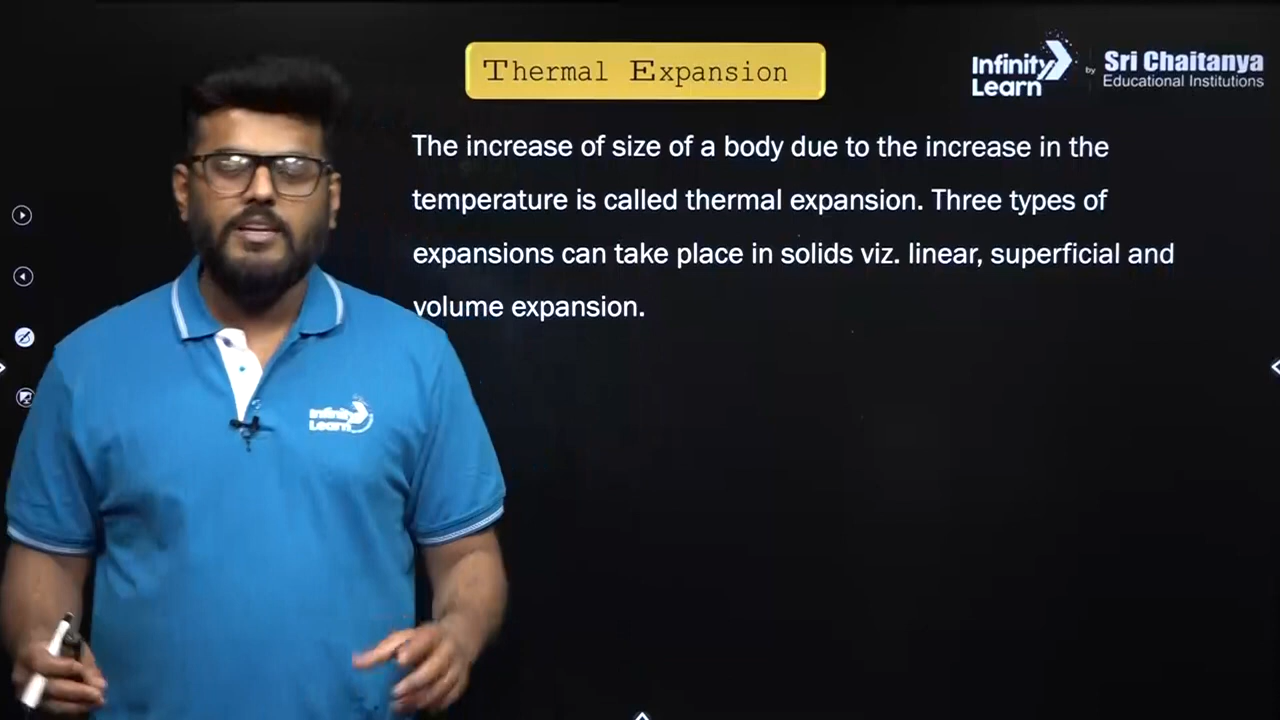 Thermal Expansion
Infinity
Learn
by
Sri Chaitanya
Educational Institutions
The increase of size of a body due to the increase in the
temperature is called thermal expansion. Three types of
expansions can take place in solids viz. linear, superficial and
volume expansion.
Infinity
Learn